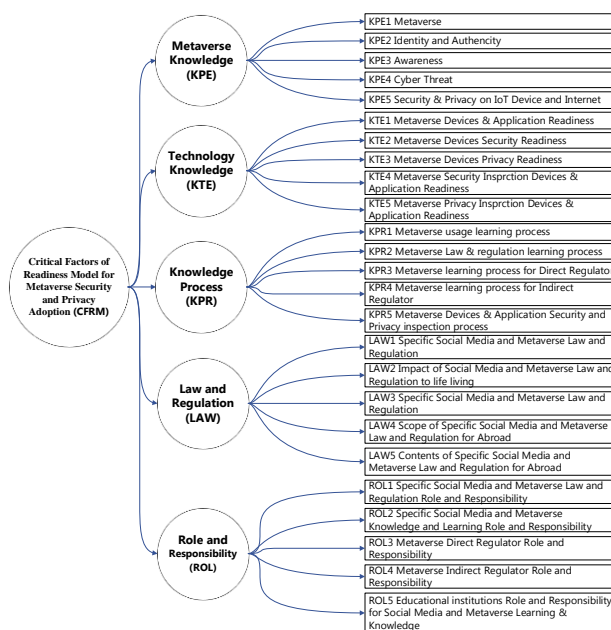 Critical Factors of
Readiness Model for
Metaverse Security
and Privacy
Adoption (CFRM)
Metaverse
Knowledge
(KPE)
KPE1 Metaverse
KPE2 Identity and Authencity
KPE3 Awareness
KPE4 Cyber Threat
KPE5 Security & Privacy on IoT Device and Internet
Technology
Knowledge
(KTE)
KTE1 Metaverse Devices & Application Readiness
KTE2 Metaverse Devices Security Readiness
KTE3 Metaverse Devices Privacy Readiness
KTE4 Metaverse Security Insprction Devices &
Application Readiness
KTE5 Metaverse Privacy Insprction Devices &
Application Readiness
Knowledge
Process
(KPR)
KPR1 Metaverse usage learning process
KPR2 Metaverse Law & regulation learning process
KPR3 Metaverse learning process for Direct Regulato
KPR4 Metaverse learning process for Indirect
Regulator
KPR5 Metaverse Devices & Application Security and
Privacy inspection process
Law and
Regulation
(LAW)
LAW1 Specific Social Media and Metaverse Law and
Regulation
LAW2 Impact of Social Media and Metaverse Law and
Regulation to life living
LAW3 Specific Social Media and Metaverse Law and
Regulation
LAW4 Scope of Specific Social Media and Metaverse
Law and Regulation for Abroad
LAW5 Contents of Specific Social Media and
Metaverse Law and Regulation for Abroad
Role and
Responsibility
(ROL)
ROL1 Specific Social Media and Metaverse Law and
Regulation Role and Responsibility
ROL2 Specific Social Media and Metaverse
Knowledge and Learning Role and Responsibility
ROL3 Metaverse Direct Regulator Role and
Responsibility
ROL4 Metaverse Indirect Regulator Role and
Responsibility
ROL5 Educational institutions Role and Responsibility
for Social Media and Metaverse Learning &
Knowledge